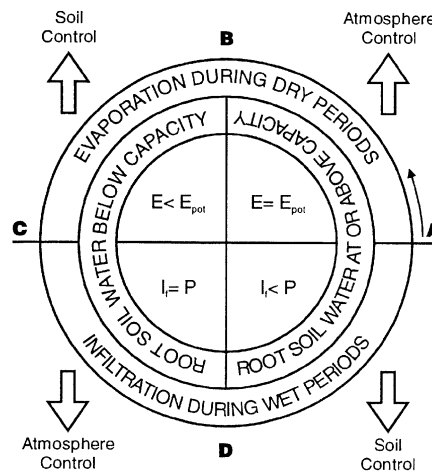 Soil
Control
Atmosphere
Control
B
EVAPORATION DURING DRY PERIODS
ROOT SOIL WATER BELOW CAPACITY
ROOT SOIL WATER AT OR ABOVE CAPACITY
E< Epot
E= Epot
C
A
If= P
If< P
INFILTRATION DURING WET PERIODS
Atmosphere
Control
D
Soil
Control